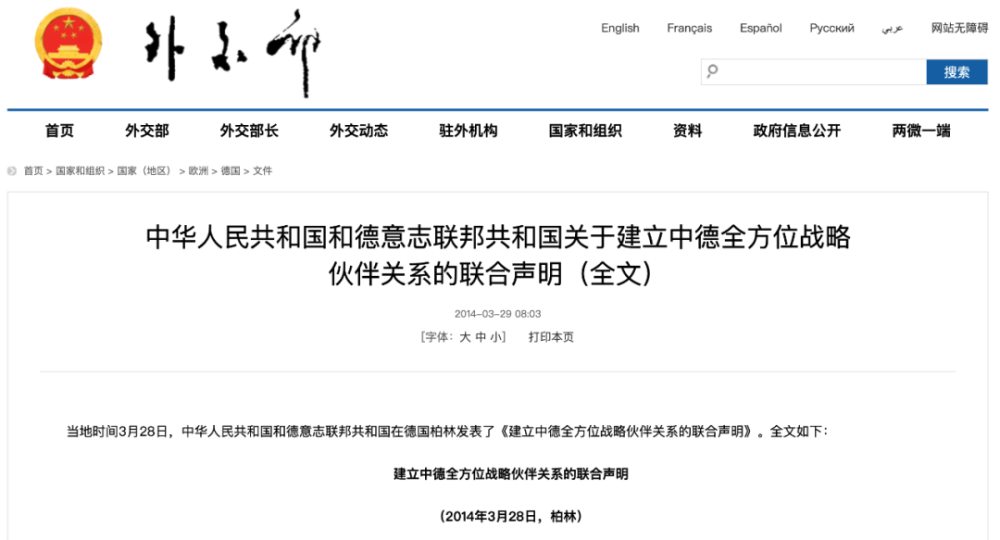 外交部
English Français Español Русский عربي 网站无障碍
搜索
首页 外交部 外交部长 外交动态 驻外机构 国家和组织 资料 政府信息公开 两微一端
首页 > 国家和组织 > 国家（地区） > 欧洲 > 德国 > 文件
中华人民共和国和德意志联邦共和国关于建立中德全方位战略
伙伴关系的联合声明（全文）
2014-03-29 08:03
[字体：大 中 小] 打印本页
当地时间3月28日，中华人民共和国和德意志联邦共和国在德国柏林发表了《建立中德全方位战略伙伴关系的联合声明》。全文如下：
建立中德全方位战略伙伴关系的联合声明
（2014年3月28日，柏林）